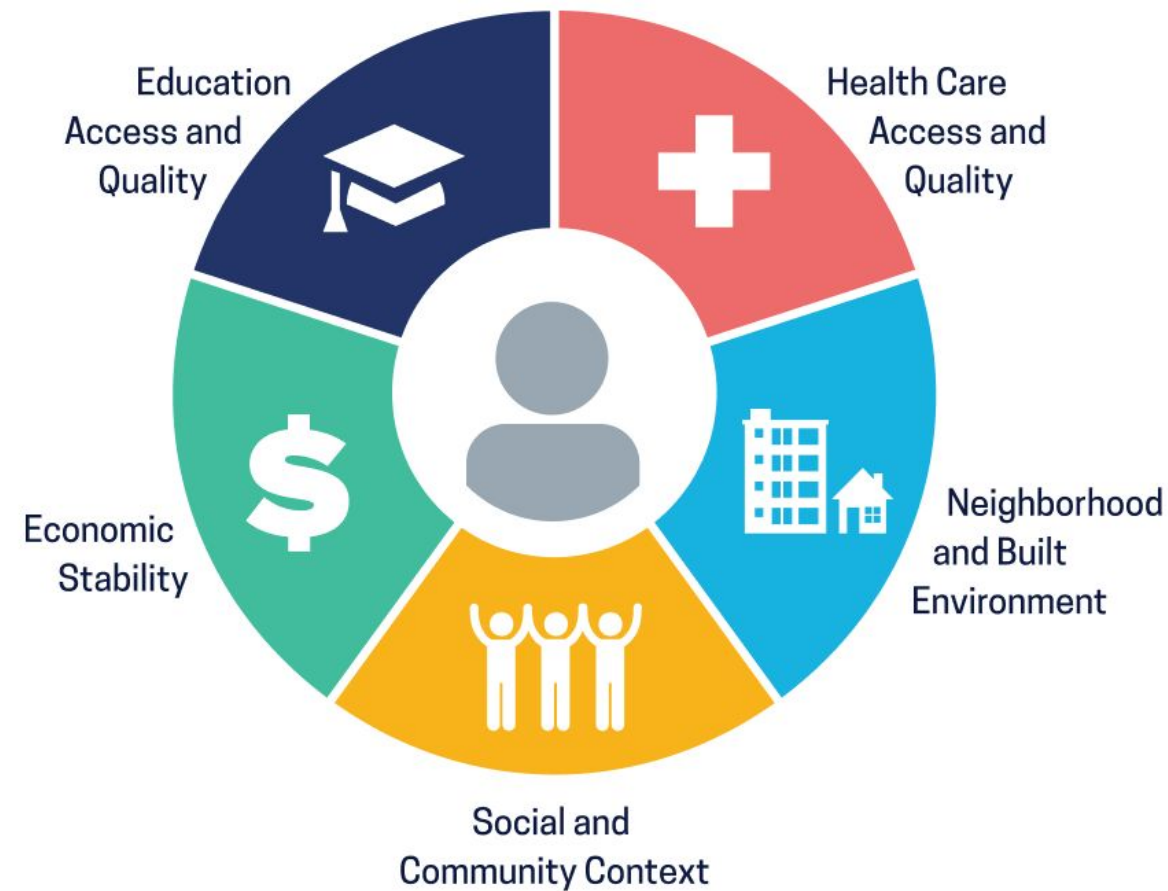 Education
Access and
Quality
Health Care
Access and
Quality
Economic
Stability
Neighborhood
and Built
Environment
Social and
Community Context